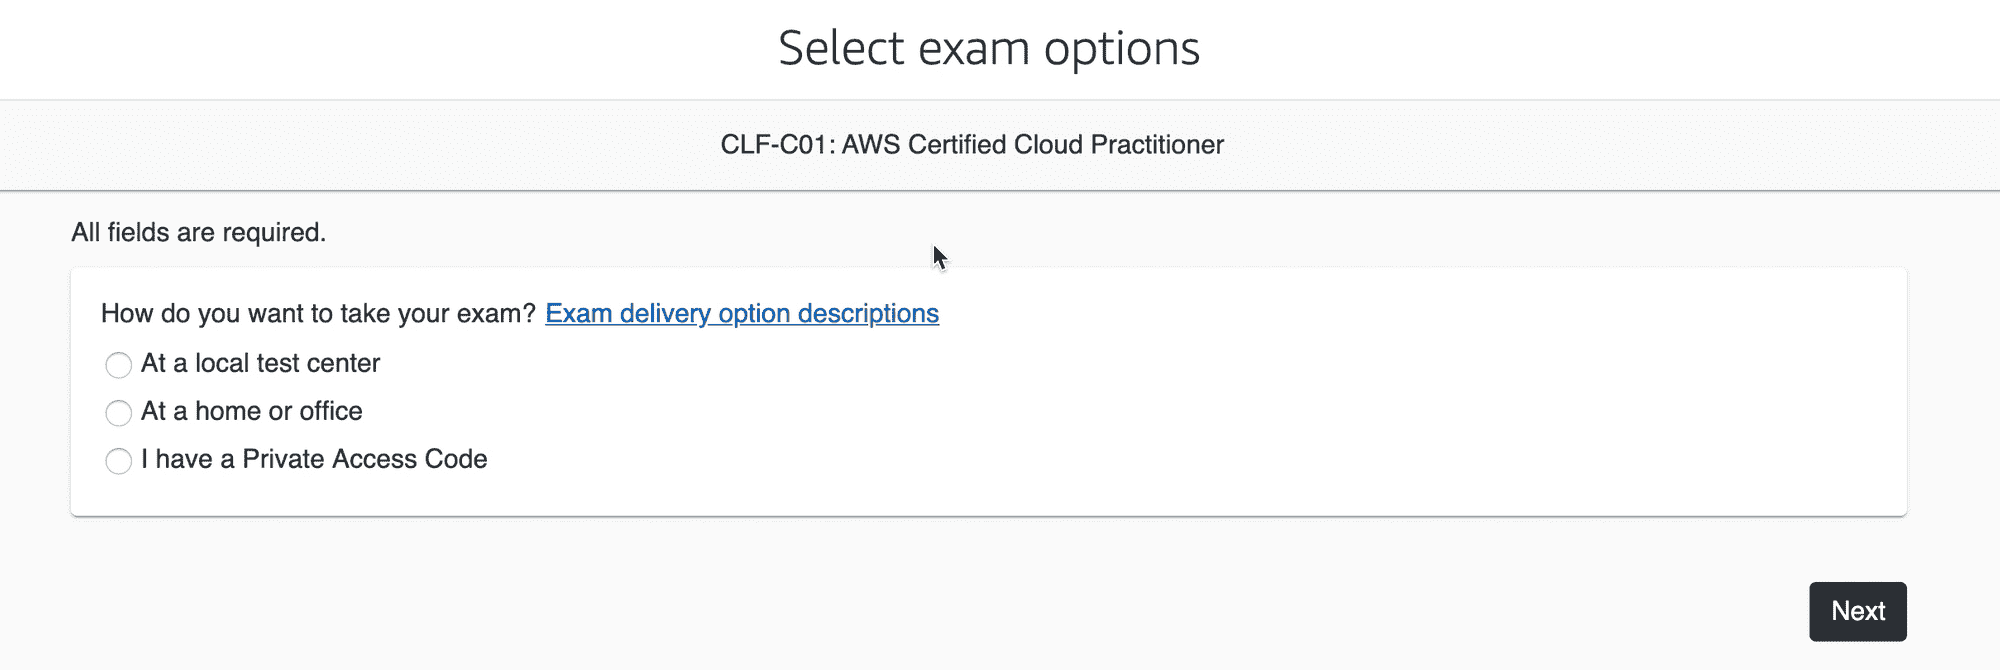 Select exam options
CLF-C01: AWS Certified Cloud Practitioner
All fields are required.
How do you want to take your exam? Exam delivery option descriptions
At a local test center
At a home or office
I have a Private Access Code
Next